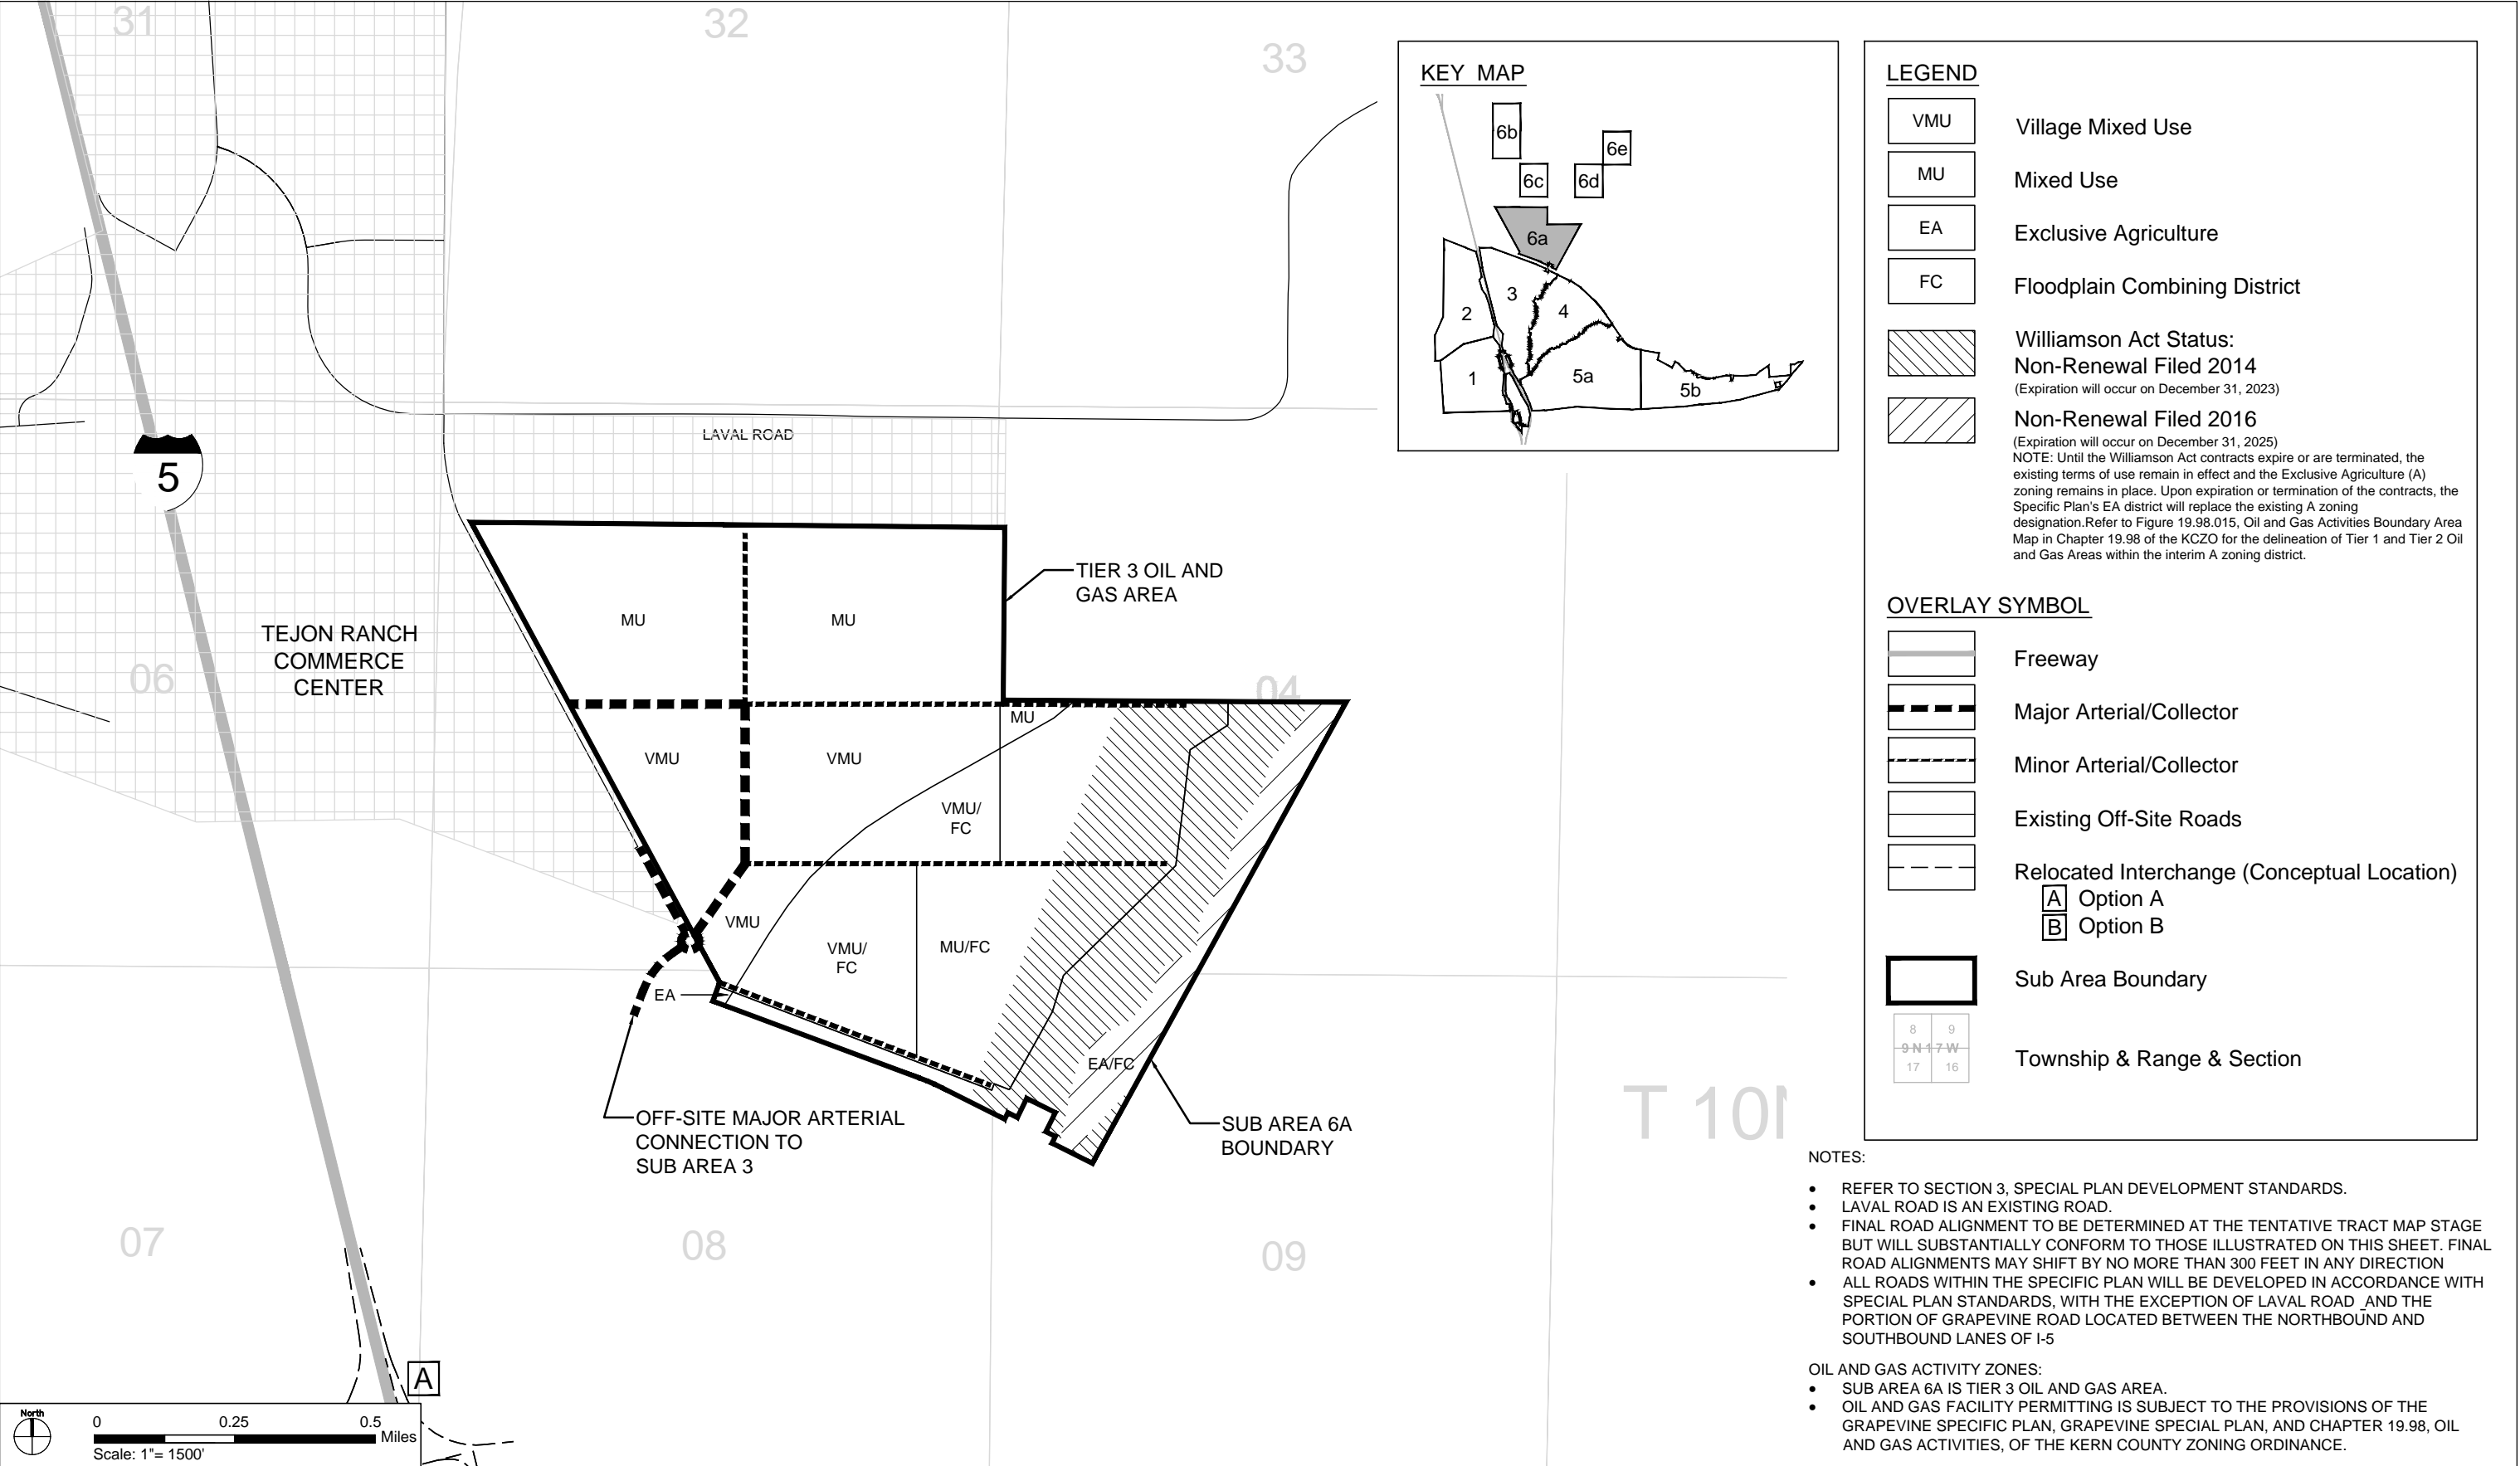 31
32
33
LAVAL ROAD
5
TIER 3 OIL AND
GAS AREA
TEJON RANCH
COMMERCE
CENTER
06
04
MU
MU
MU
VMU
VMU
VMU/
FC
VMU
VMU/
FC
MU/FC
EA
EA/FC
OFF-SITE MAJOR ARTERIAL
CONNECTION TO
SUB AREA 3
SUB AREA 6A
BOUNDARY
T 10
07
08
09
A
North
0 0.25 0.5
Miles
Scale: 1"= 1500'
KEY MAP
6b
6e
6c
6d
6a
3
2
4
1
5a
5b
LEGEND
VMU Village Mixed Use
MU Mixed Use
EA Exclusive Agriculture
FC Floodplain Combining District
Williamson Act Status:
Non-Renewal Filed 2014
(Expiration will occur on December 31, 2023)
Non-Renewal Filed 2016
(Expiration will occur on December 31, 2025)
NOTE: Until the Williamson Act contracts expire or are terminated, the
existing terms of use remain in effect and the Exclusive Agriculture (A)
zoning remains in place. Upon expiration or termination of the contracts, the
Specific Plan's EA district will replace the existing A zoning
designation.Refer to Figure 19.98.015, Oil and Gas Activities Boundary Area
Map in Chapter 19.98 of the KCZO for the delineation of Tier 1 and Tier 2 Oil
and Gas Areas within the interim A zoning district.
OVERLAY SYMBOL
Freeway
Major Arterial/Collector
Minor Arterial/Collector
Existing Off-Site Roads
Relocated Interchange (Conceptual Location)
A Option A
B Option B
Sub Area Boundary
8 9
9 N 17 W
17 16
Township & Range & Section
NOTES:
• REFER TO SECTION 3, SPECIAL PLAN DEVELOPMENT STANDARDS.
• LAVAL ROAD IS AN EXISTING ROAD.
• FINAL ROAD ALIGNMENT TO BE DETERMINED AT THE TENTATIVE TRACT MAP STAGE
BUT WILL SUBSTANTIALLY CONFORM TO THOSE ILLUSTRATED ON THIS SHEET. FINAL
ROAD ALIGNMENTS MAY SHIFT BY NO MORE THAN 300 FEET IN ANY DIRECTION
• ALL ROADS WITHIN THE SPECIFIC PLAN WILL BE DEVELOPED IN ACCORDANCE WITH
SPECIAL PLAN STANDARDS, WITH THE EXCEPTION OF LAVAL ROAD _AND THE
PORTION OF GRAPEVINE ROAD LOCATED BETWEEN THE NORTHBOUND AND
SOUTHBOUND LANES OF I-5
OIL AND GAS ACTIVITY ZONES:
• SUB AREA 6A IS TIER 3 OIL AND GAS AREA.
• OIL AND GAS FACILITY PERMITTING IS SUBJECT TO THE PROVISIONS OF THE
GRAPEVINE SPECIFIC PLAN, GRAPEVINE SPECIAL PLAN, AND CHAPTER 19.98, OIL
AND GAS ACTIVITIES, OF THE KERN COUNTY ZONING ORDINANCE.